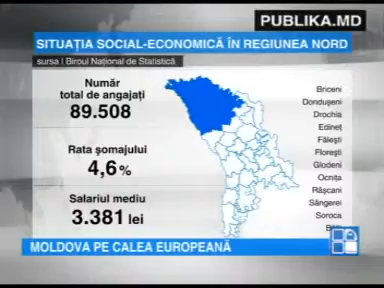 PUBLIKA.MD
SITUAȚIA SOCIAL-ECONOMICĂ ÎN REGIUNEA NORD
sursa | Biroul Național de Statistică
Număr
total de angajați
89.508
Rata șomajului
4,6%
Salariul mediu
3.381 lei
Briceni
Dondușeni
Drochia
Edineț
Fălești
Florești
Glodeni
Ocnița
Râșcani
Sângerei
Soroca
MOLDOVA PE CALEA EUROPEANĂ